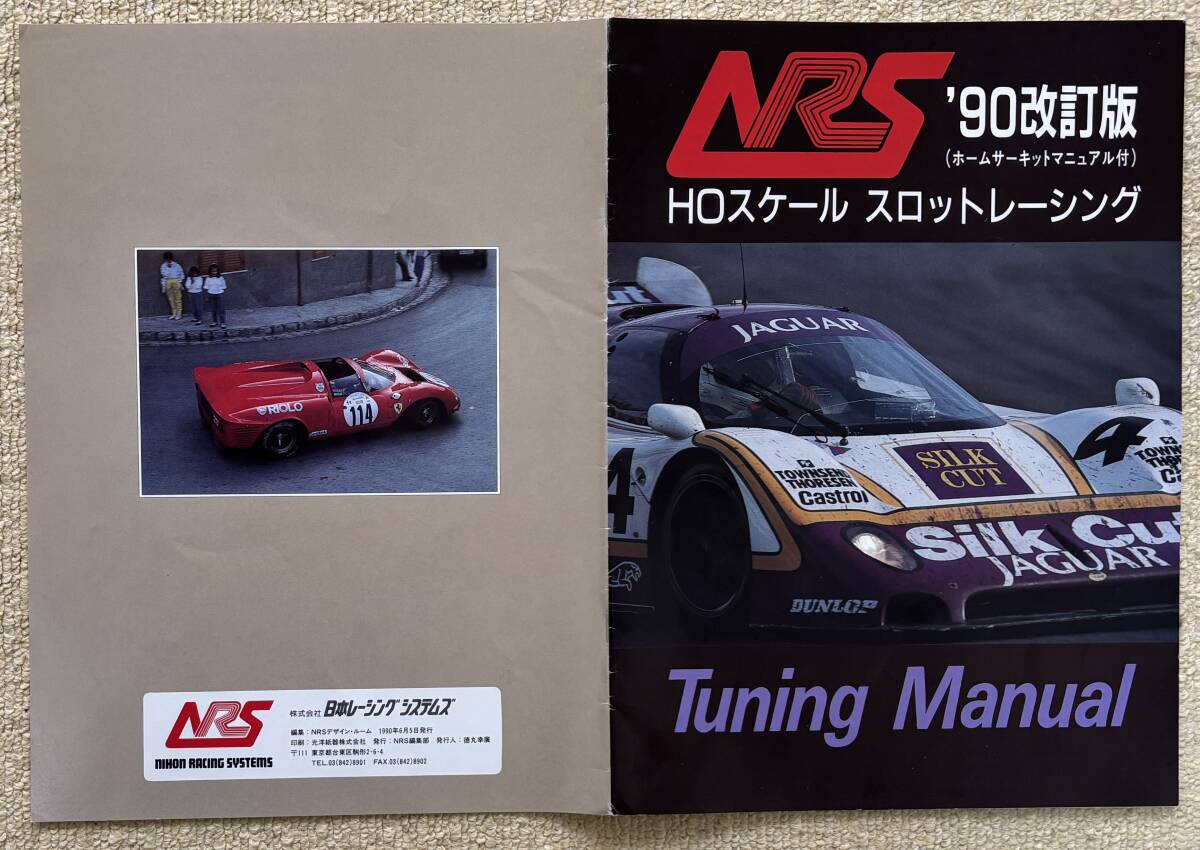 NRS
'90改訂版
(ホームサーキットマニュアル付)
HOスケール スロットレーシング
JAGUAR
4
TOWNSEND
THORESEN
Castrol
SILK
CUT
4
Silk Cut
JAGUAR
DUNLOP
Tuning Manual
RIOLO
114
NRS
NIHON RACING SYSTEMS
株式会社 日本レーシングシステムズ
編集:NRSデザイン・ルーム 1990年6月5日発行
印刷:光洋紙器株式会社 発行:NRS編集部 発行人:徳丸幸廣
〒111 東京都台東区駒形2-6-4
TEL.03(842)8901 FAX.03(842)8902